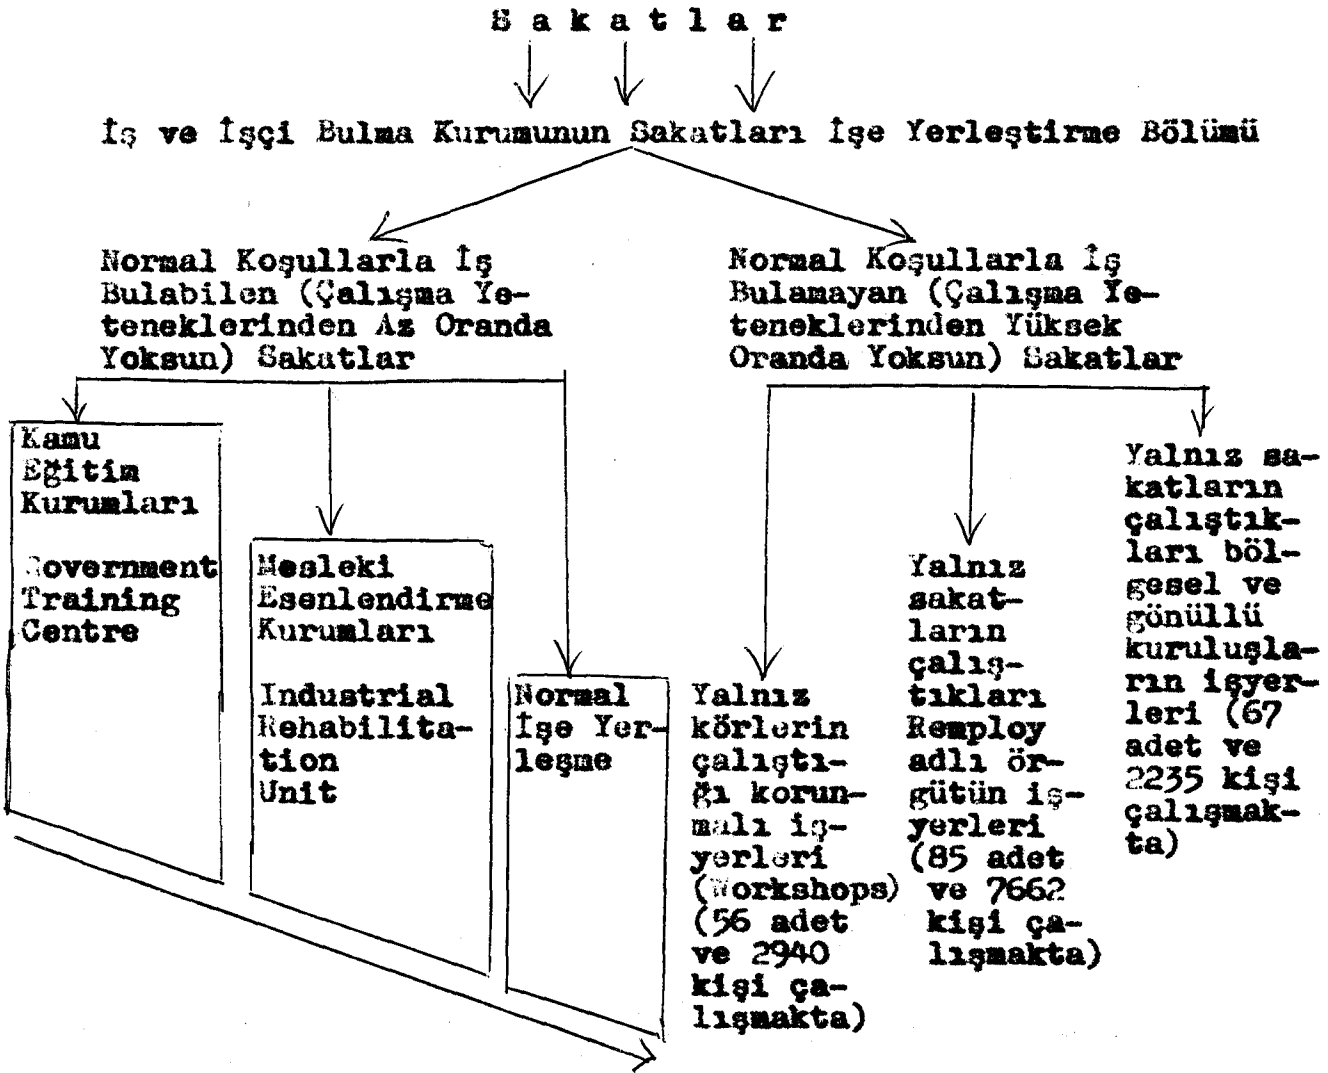 S a k a t l a r
İş ve İşçi Bulma Kurumunun Sakatları İşe Yerleştirme Bölümü
Normal Koşullarla İş
Bulabilen (Çalışma Ye-
teneklerinden Az Oranda
Yoksun) Sakatlar
Normal Koşullarla İş
Bulamayan (Çalışma Ye-
teneklerinden Yüksek
Oranda Yoksun) Sakatlar
Kamu
Eğitim
Kurumları
Government
Training
Centre
Mesleki
Esenlendirme
Kurumları
Industrial
Rehabilita-
tion
Unit
Normal
İşe Yer-
leşme
Yalnız
körlerin
çalıştı-
ğı korun-
malı iş-
yerleri
(Workshops)
(56 adet
ve 2940
kişi ça-
lışmakta)
Yalnız
sakat-
ların
çalış-
tıkları
Remploy
adlı ör-
gütün iş-
yerleri
(85 adet
ve 7662
kişi ça-
lışmakta)
Yalnız sa-
katların
çalıştık-
ları böl-
gesel ve
gönüllü
kuruluşla-
rın işyer-
leri (67
adet ve
2235 kişi
çalışmak-
ta)